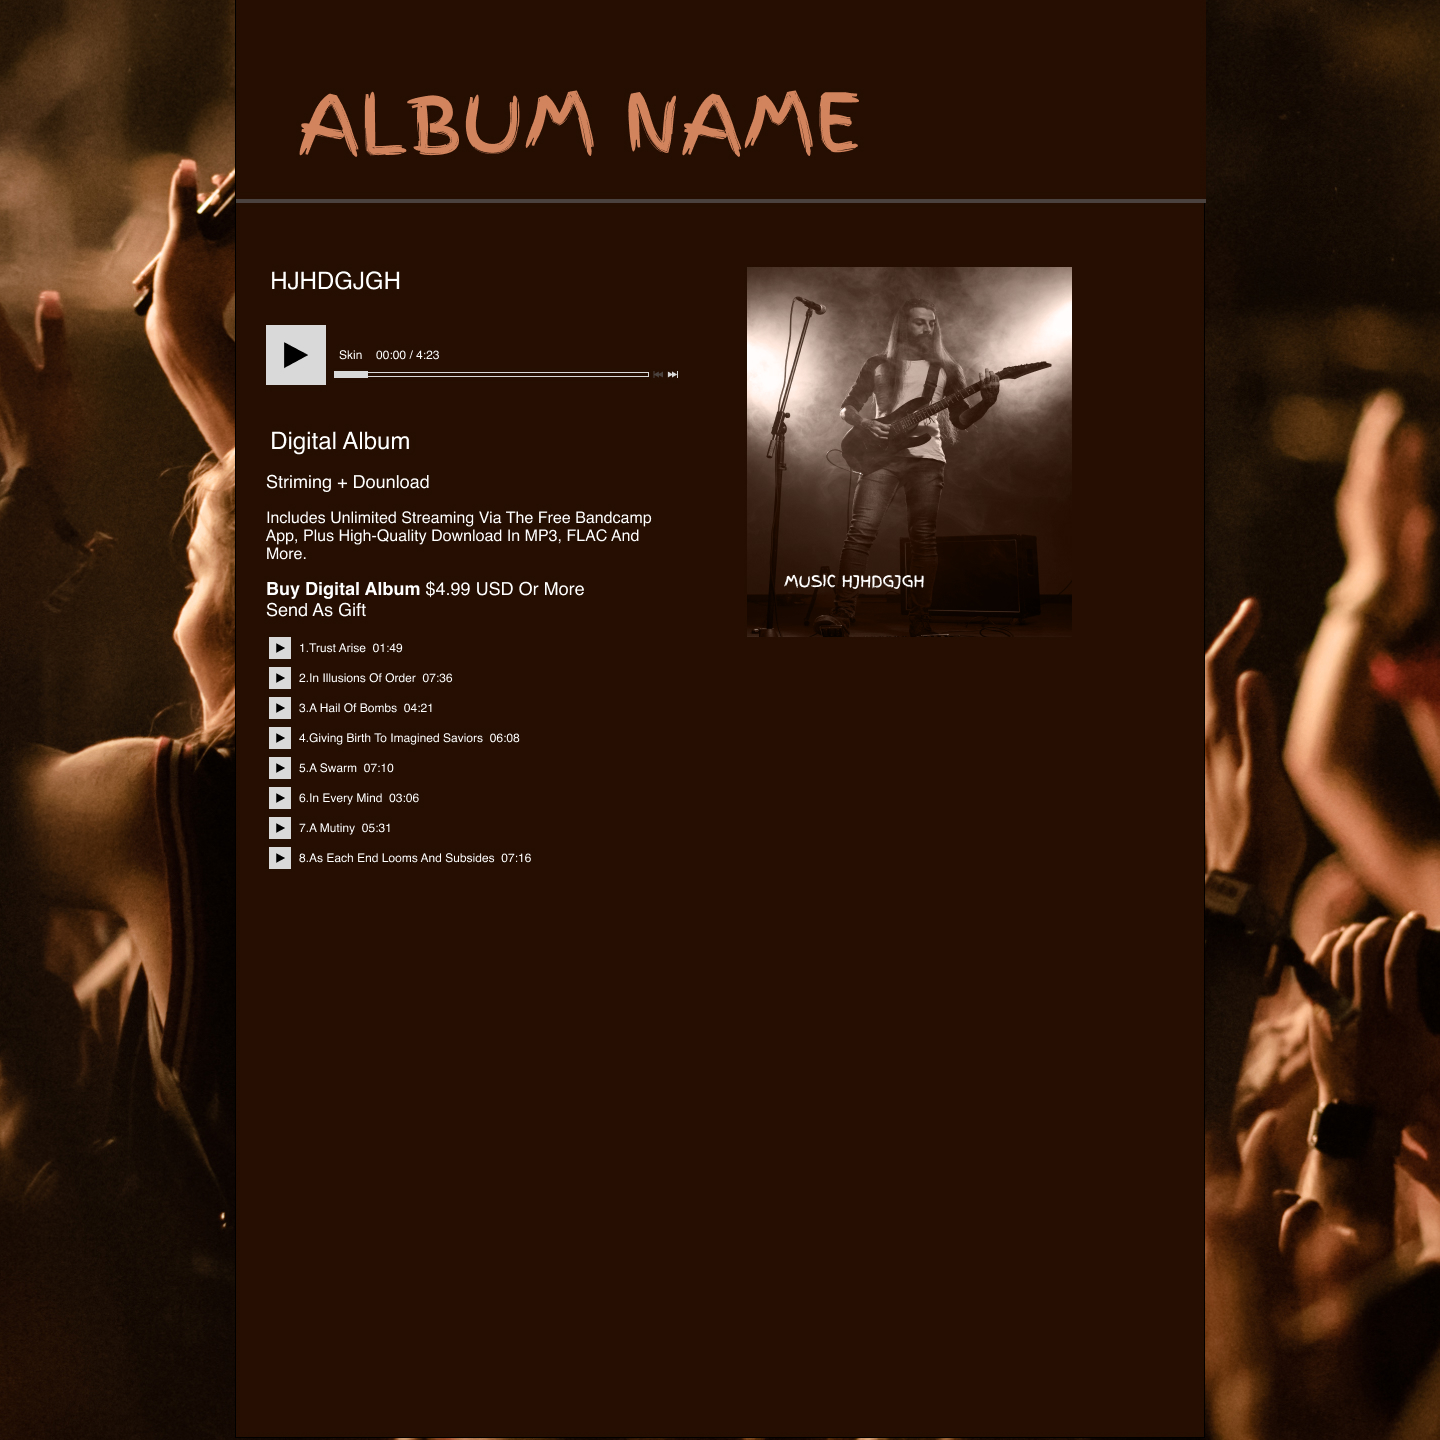 ALBUM NAME
HJHDGJGH
Skin 00:00 / 4:23
Digital Album
Striming + Dounload
Includes Unlimited Streaming Via The Free Bandcamp
App, Plus High-Quality Download In MP3, FLAC And
More.
Buy Digital Album $4.99 USD Or More
Send As Gift
1.Trust Arise 01:49
2.In Illusions Of Order 07:36
3.A Hail Of Bombs 04:21
4.Giving Birth To Imagined Saviors 06:08
5.A Swarm 07:10
6.In Every Mind 03:06
7.A Mutiny 05:31
8.As Each End Looms And Subsides 07:16
MUSIC HJHDGJGH